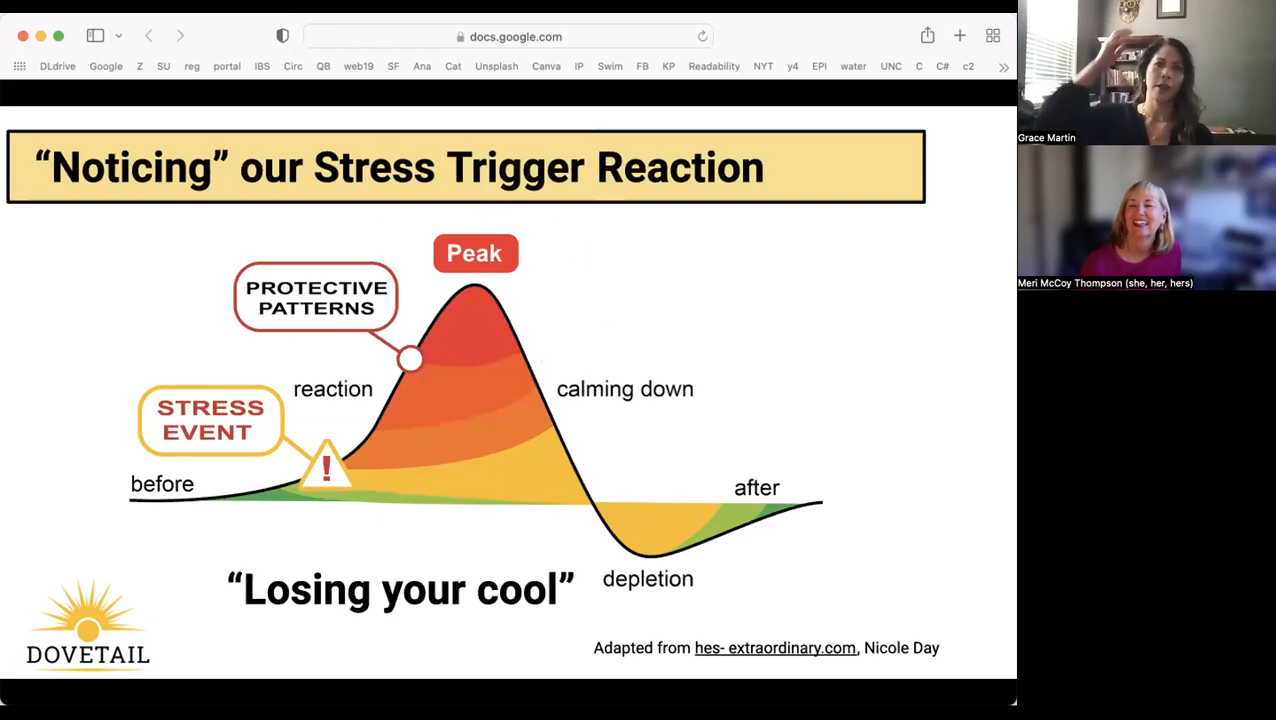 docs.google.com
DLdrive Google Z SU reg portal IBS Circ webfs SF Ana Cat Unsplash Canva IP Swim FB KP Readability NYT y4 EPI water UNC C C# c2
“Noticing” our Stress Trigger Reaction
Peak
PROTECTIVE
PATTERNS
reaction
calming down
STRESS
EVENT
!
before
after
“Losing your cool”
depletion
DOVETAIL
Adapted from hes- extraordinary.com, Nicole Day
Grace Martin
Meri McCoy Thompson (she, her, hers)